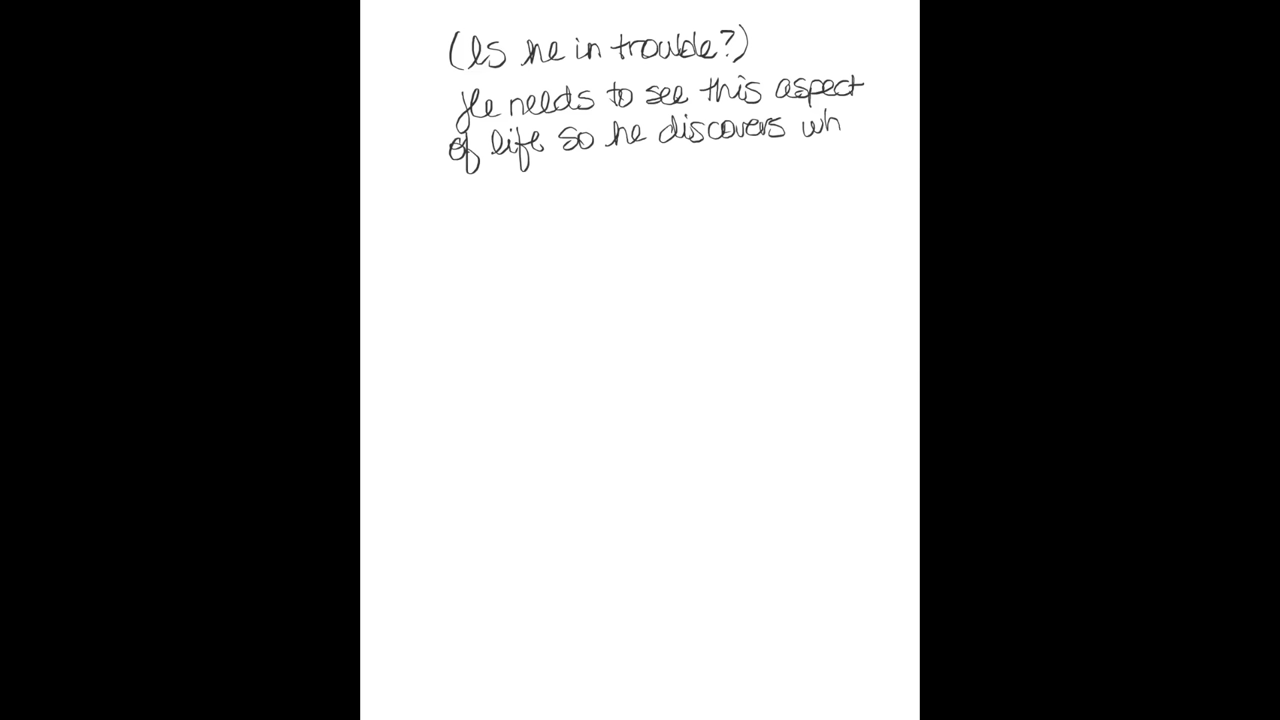 (Is he in trouble?)
He needs to see this aspect
of life so he discovers wh